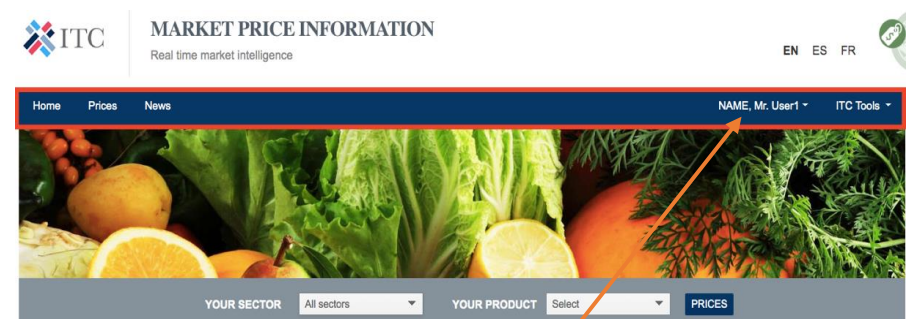 ITC
MARKET PRICE INFORMATION
Real time market intelligence
EN ES FR
Home Prices News NAME, Mr. User1 ITC Tools
YOUR SECTOR All sectors YOUR PRODUCT Select PRICES